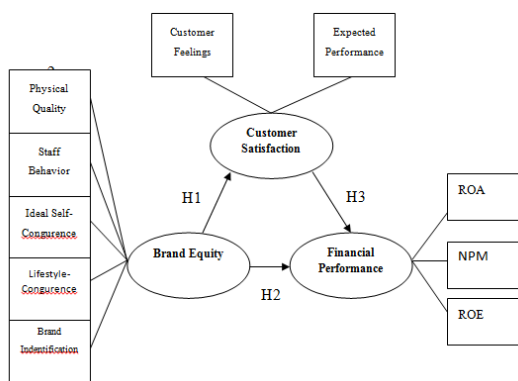 Customer
Feelings
Expected
Performance
Physical
Quality
Staff
Behavior
Ideal Self-
Congurence
Lifestyle-
Congurence
Brand
Indentification
Customer
Satisfaction
H1
H3
Brand Equity
H2
Financial
Performance
ROA
NPM
ROE